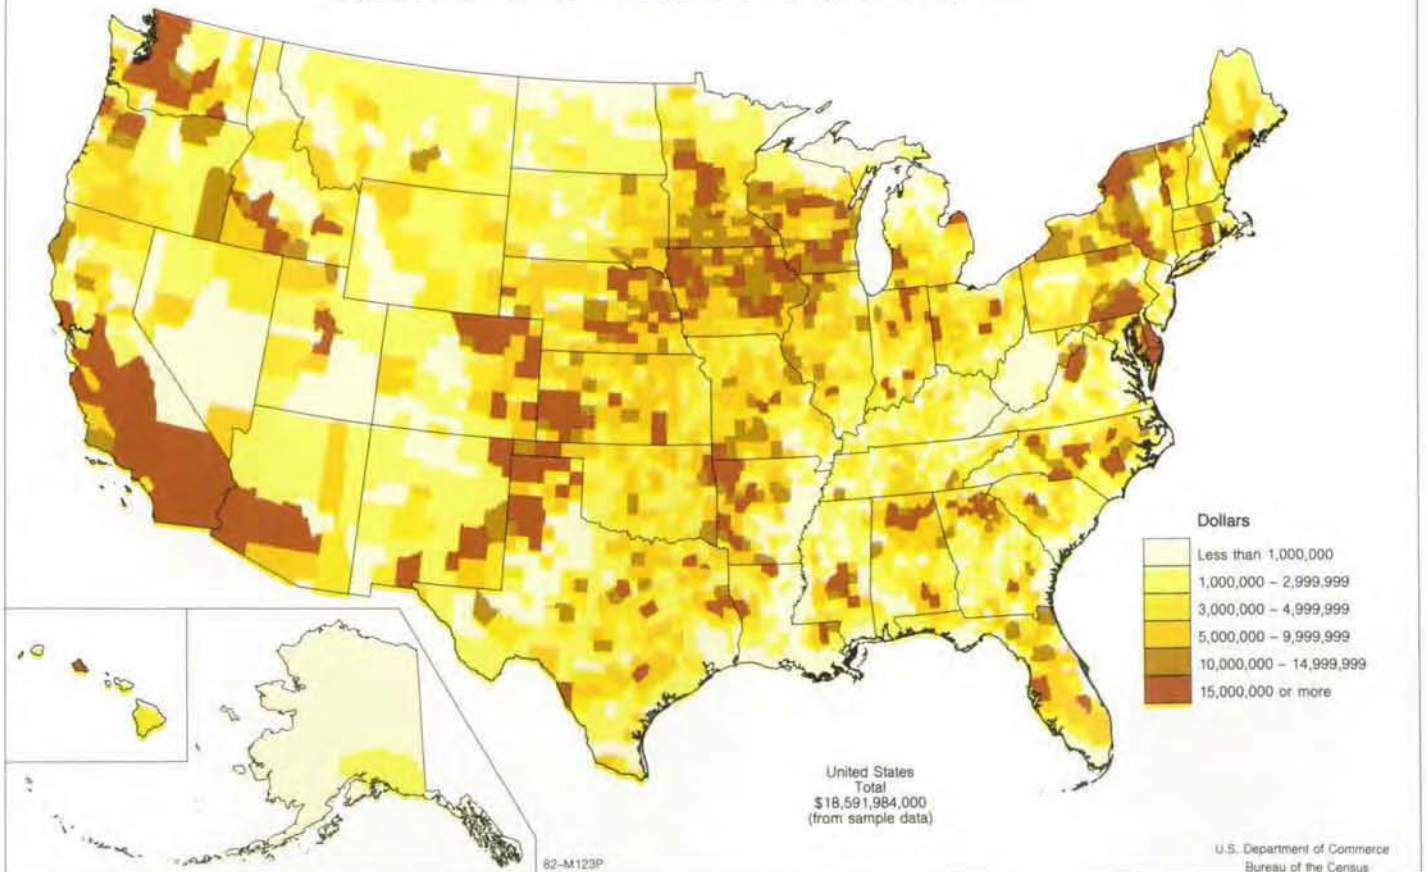 Dollars
Less than 1,000,000
1,000,000 – 2,999,999
3,000,000 – 4,999,999
5,000,000 – 9,999,999
10,000,000 – 14,999,999
15,000,000 or more
United States
Total
$18,591,984,000
(from sample data)
82–M123P
U.S. Department of Commerce
Bureau of the Census